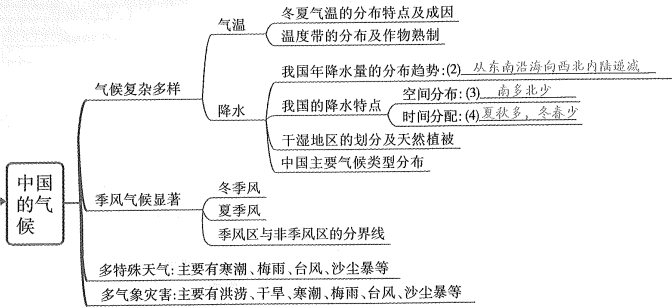 冬夏气温的分布特点及成因
气温
温度带的分布及作物熟制
气候复杂多样
我国年降水量的分布趋势:(2) 从东南沿海向西北内陆递减
空间分布:(3) 南多北少
我国的降水特点
时间分配:(4) 夏秋多,冬春少
降水
干湿地区的划分及天然植被
中国主要气候类型分布
中国
的气
候
冬季风
季风气候显著
夏季风
季风区与非季风区的分界线
多特殊天气:主要有寒潮、梅雨、台风、沙尘暴等
多气象灾害:主要有洪涝、干旱、寒潮、梅雨、台风、沙尘暴等